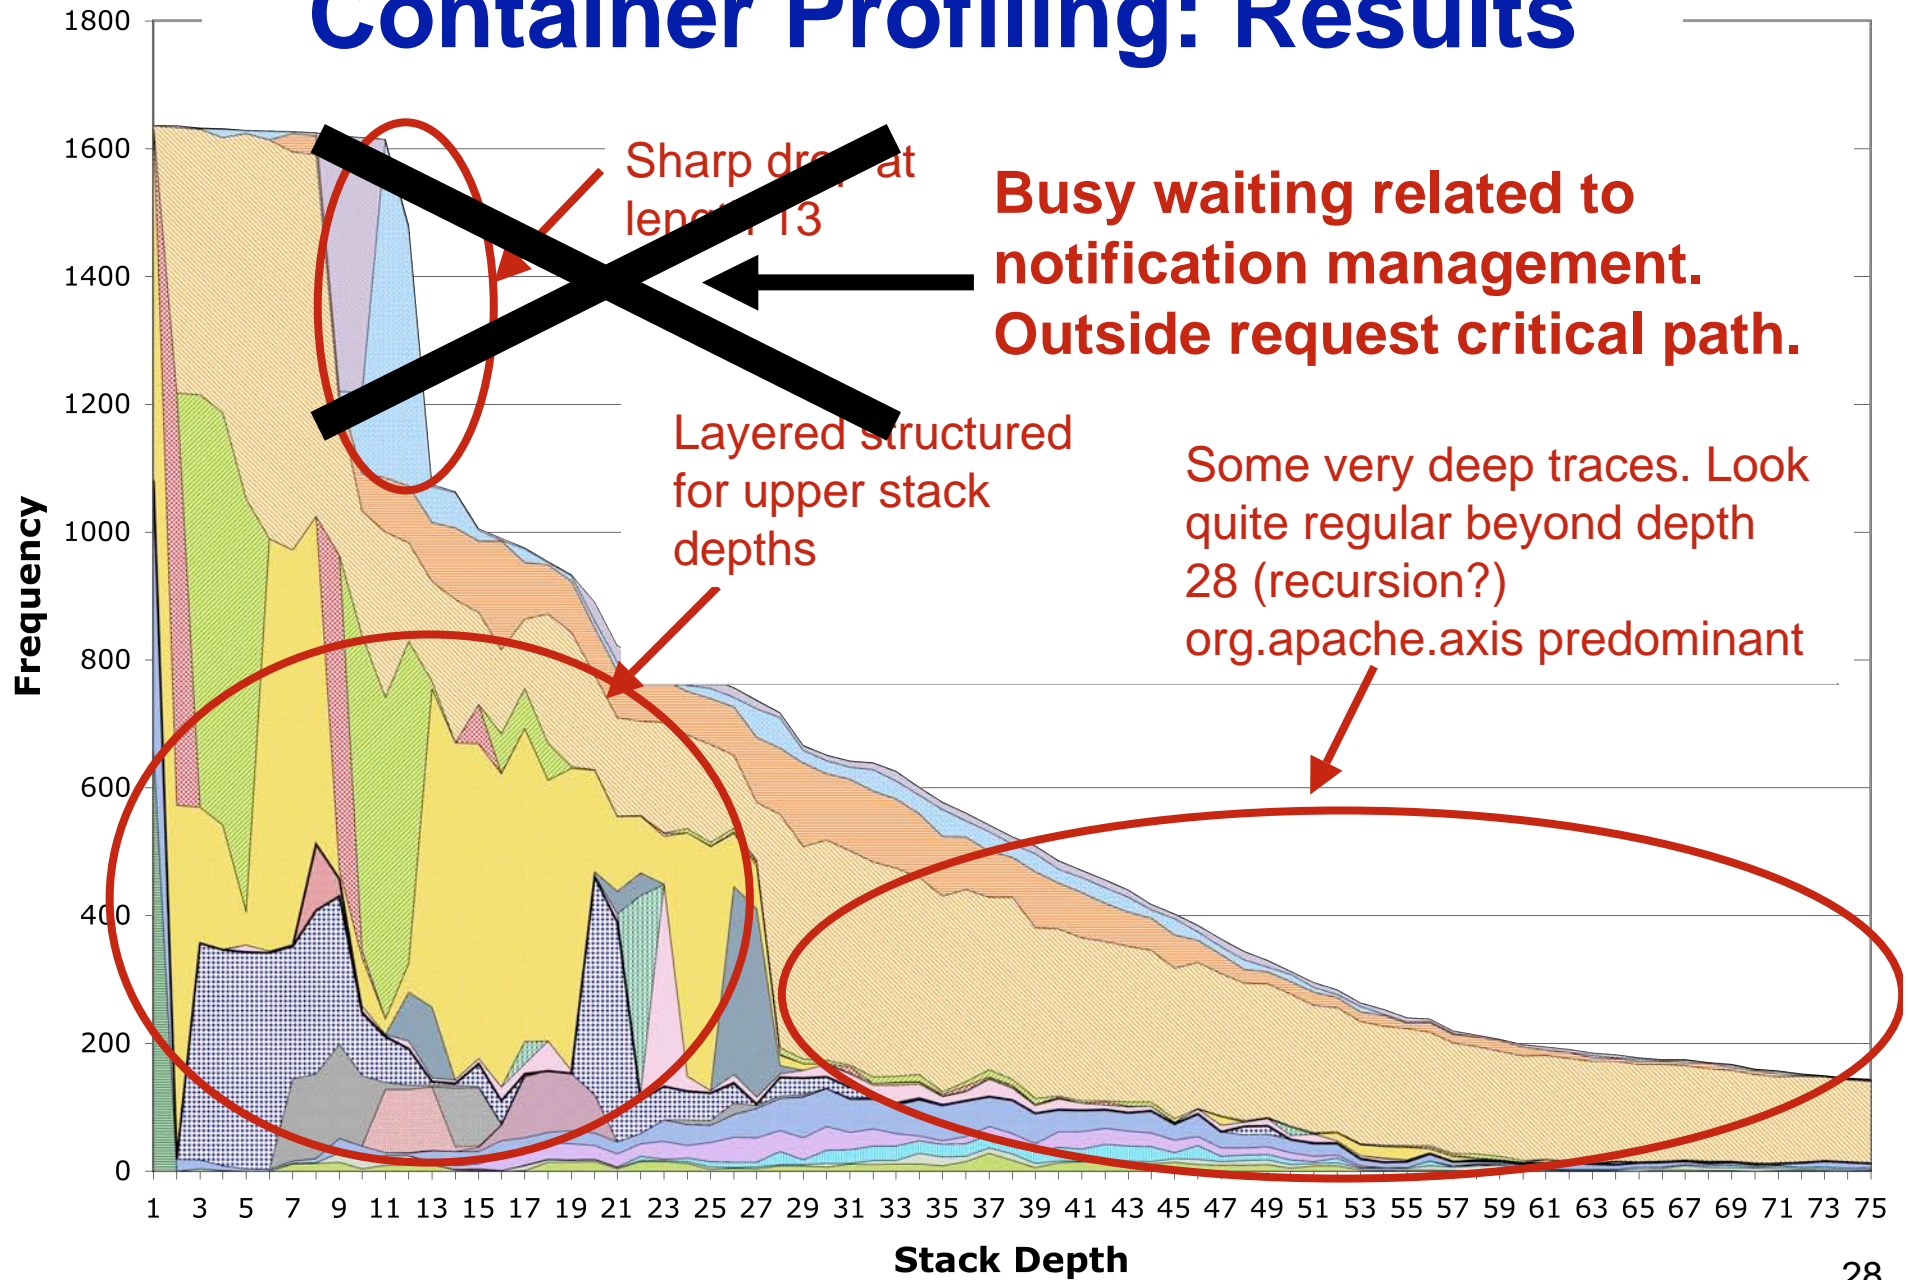 Container Profiling: Results
1800
1600
1400
1200
1000
800
600
400
200
0
Frequency
Sharp drop at
length 13
Busy waiting related to
notification management.
Outside request critical path.
Layered structured
for upper stack
depths
Some very deep traces. Look
quite regular beyond depth
28 (recursion?)
org.apache.axis predominant
1 3 5 7 9 11 13 15 17 19 21 23 25 27 29 31 33 35 37 39 41 43 45 47 49 51 53 55 57 59 61 63 65 67 69 71 73 75
Stack Depth
28